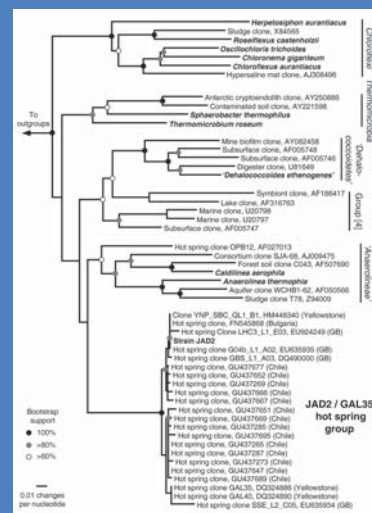 Herpetosiphon aurantiacus
Sludge clone, X84565
Roseiflexus castenholzii
Oscillochloris trichoides
Chloronema giganteum
Chloroflexus aurantiacus
Hypersaline mat clone, AJ308496
Chloroflexi
Antarctic cryptoendolith clone, AY250886
Contaminated soil clone, AY221598
Sphaerobacter thermophilus
Thermomicrobium roseum
Thermomicrobia
To
outgroups
Mine biofilm clone, AY082458
Subsurface clone, AF005748
Subsurface clone, AF005746
Digester clone, U81649
'Dehalococcoides ethenogenes'
'Dehalo-
coccoidetes'
Symbiont clone, AF186417
Lake clone, AF316763
Marine clone, U20798
Marine clone, U20797
Subsurface clone, AF005747
Group [4]
Hot spring clone OPB12, AF027013
Consortium clone SJA-68, AJ009475
Forest soil clone C043, AF507690
Caldilinea aerophila
Anaerolinea thermophila
Aquifer clone WCHB1-62, AF050566
Sludge clone T78, Z94009
'Anaerolineae'
Clone YNP_SBC_QL1_B1, HM448340 (Yellowstone)
Hot spring clone, FN545868 (Bulgaria)
Hot spring Clone LHC3_L1_E03, EU924249 (GB)
Strain JAD2
Hot spring clone G04b_L1_A02, EU635935 (GB)
Hot spring clone GBS_L1_A03, DQ490000 (GB)
Hot spring clone, GU437677 (Chile)
Hot spring clone, GU437652 (Chile)
Hot spring clone, GU437269 (Chile)
Hot spring clone, GU437666 (Chile)
Hot spring clone, GU437667 (Chile)
Hot spring clone, GU437651 (Chile)
Hot spring clone, GU437669 (Chile)
Hot spring clone, GU437285 (Chile)
Hot spring clone, GU437695 (Chile)
Hot spring clone, GU437265 (Chile)
Hot spring clone, GU437287 (Chile)
Hot spring clone, GU437273 (Chile)
Hot spring clone, GU437647 (Chile)
Hot spring clone, GU437689 (Chile)
Hot spring clone GAL35, DQ324886 (Yellowstone)
Hot spring clone GAL40, DQ324890 (Yellowstone)
Hot spring clone SSE_L2_C05, EU635934 (GB)
JAD2 / GAL35
hot spring
group
Bootstrap
support
100%
>80%
>60%
0.01 changes
per nucleotide